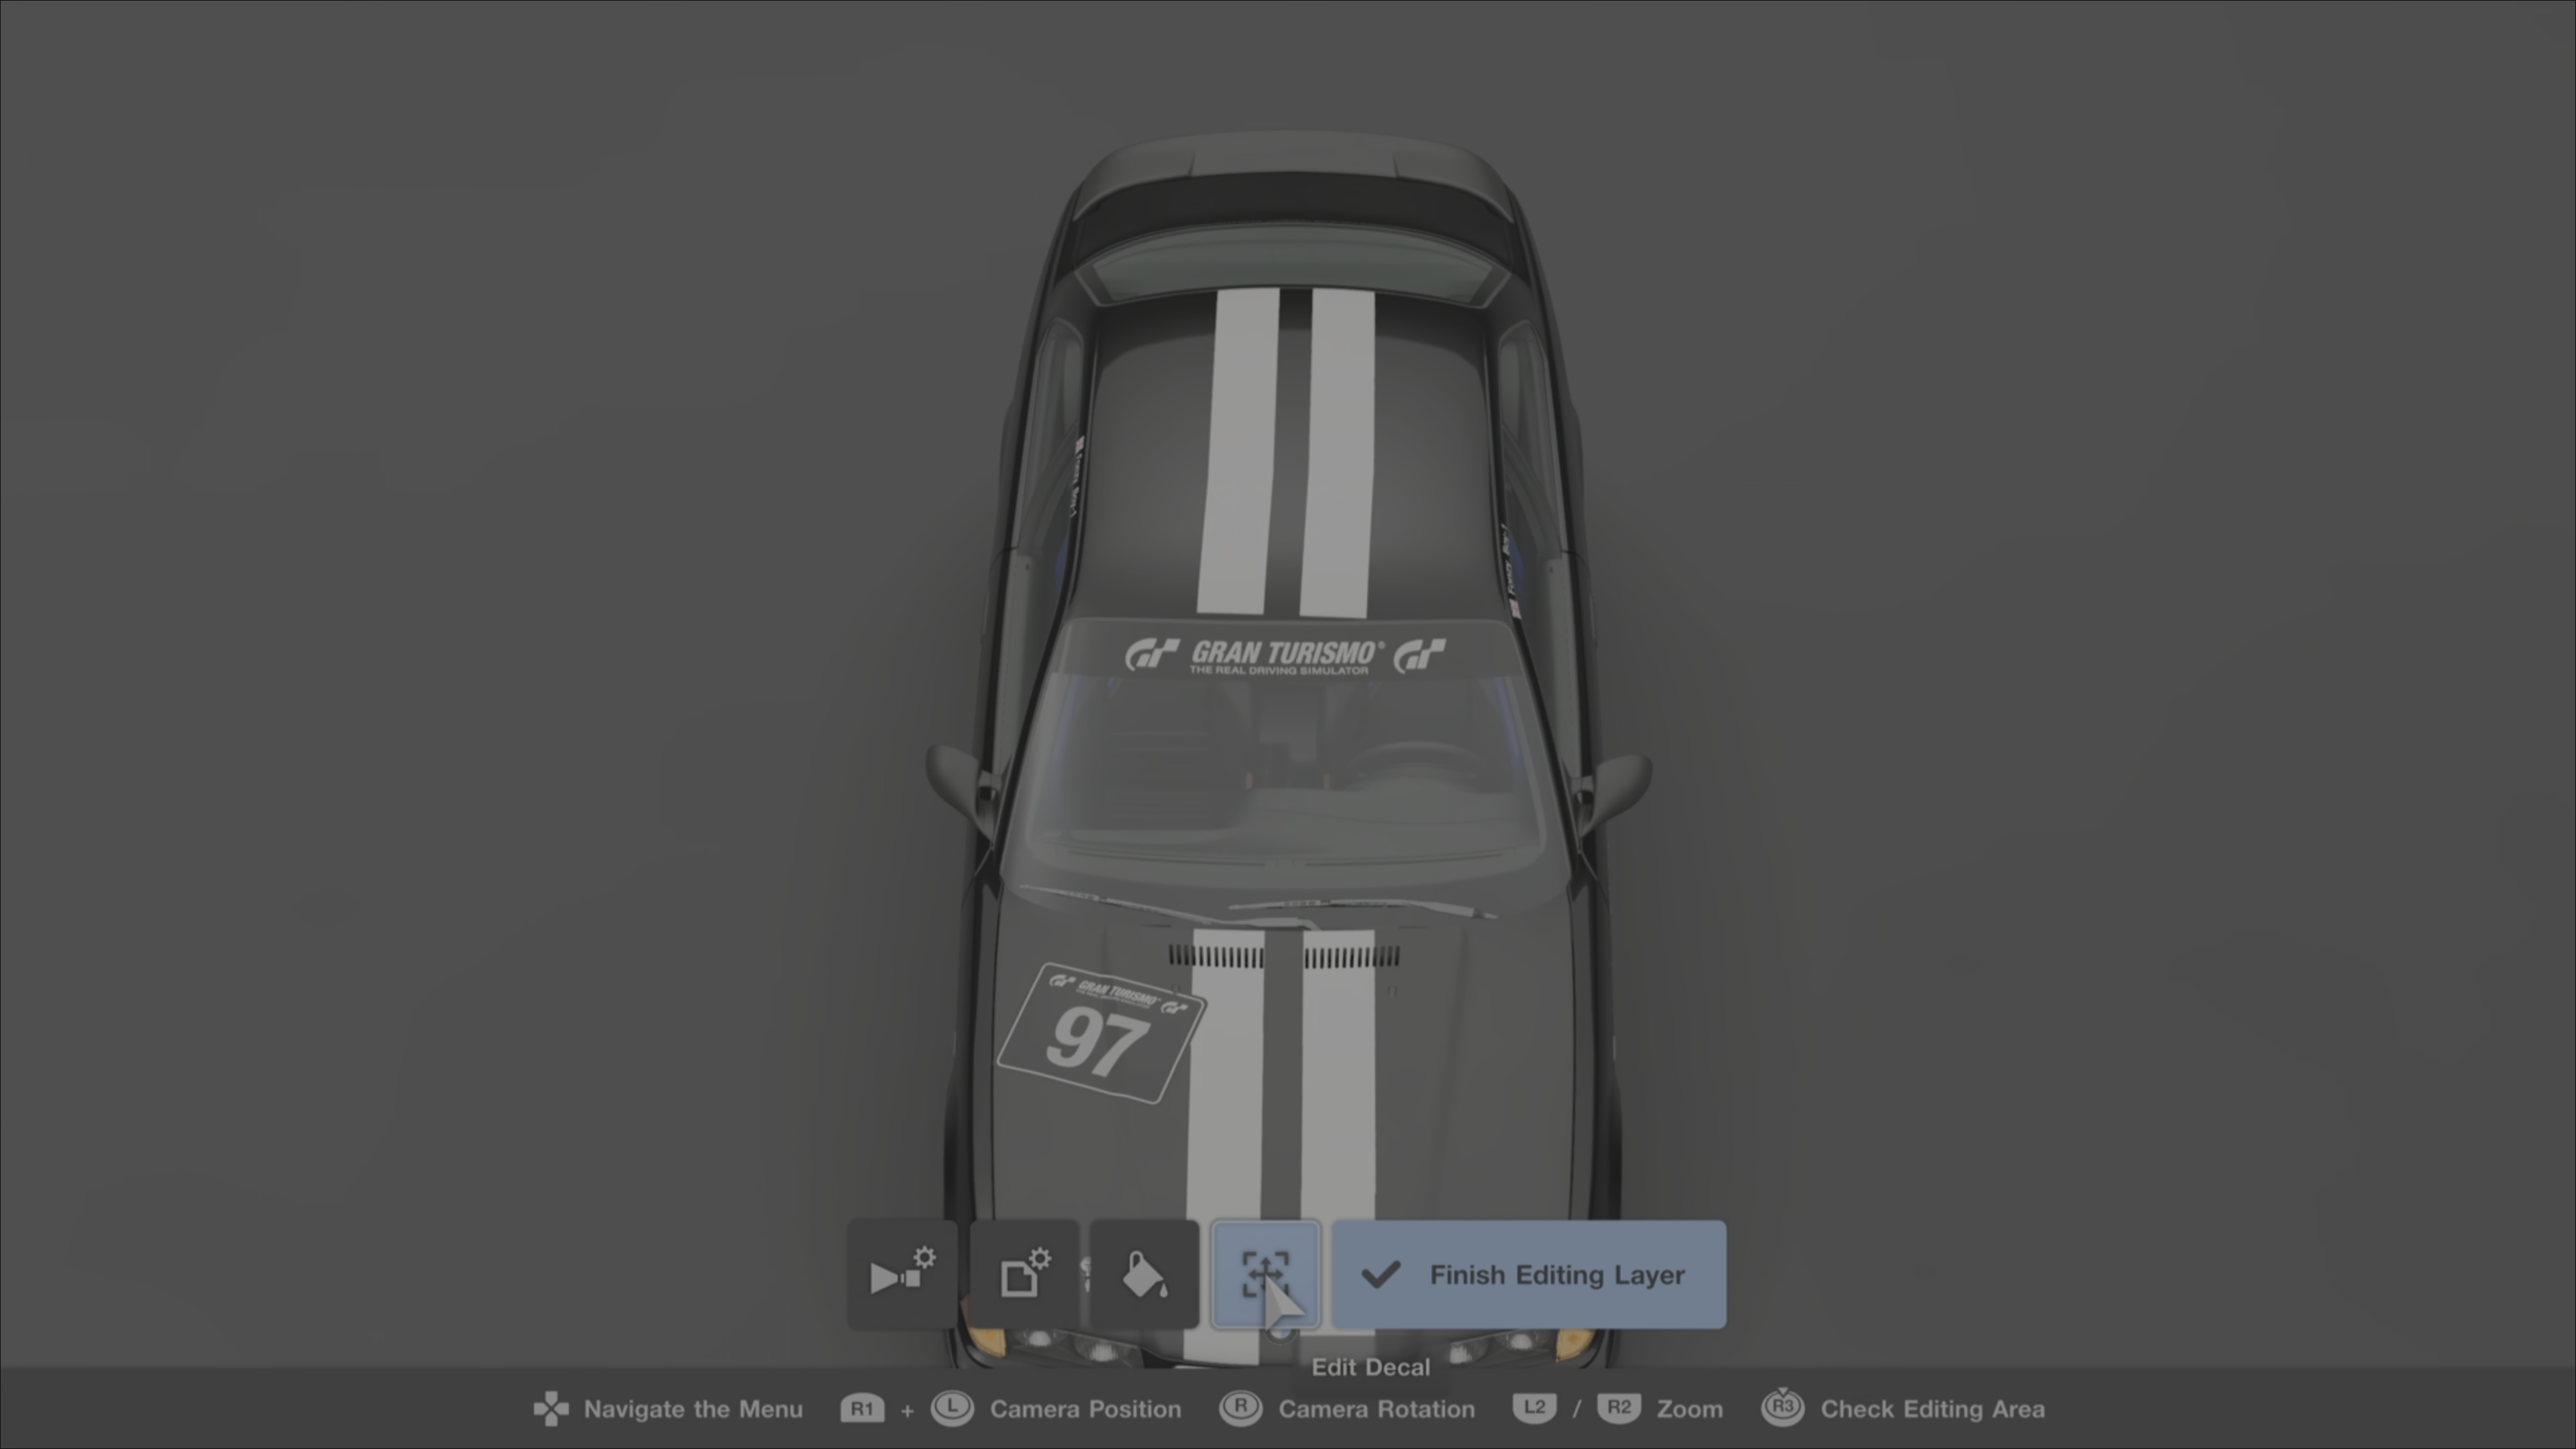 GRAN TURISMO®
THE REAL DRIVING SIMULATOR
GRAN TURISMO
97
Finish Editing Layer
Edit Decal
Navigate the Menu
R1 + L Camera Position
R Camera Rotation
L2 / R2 Zoom
R3 Check Editing Area